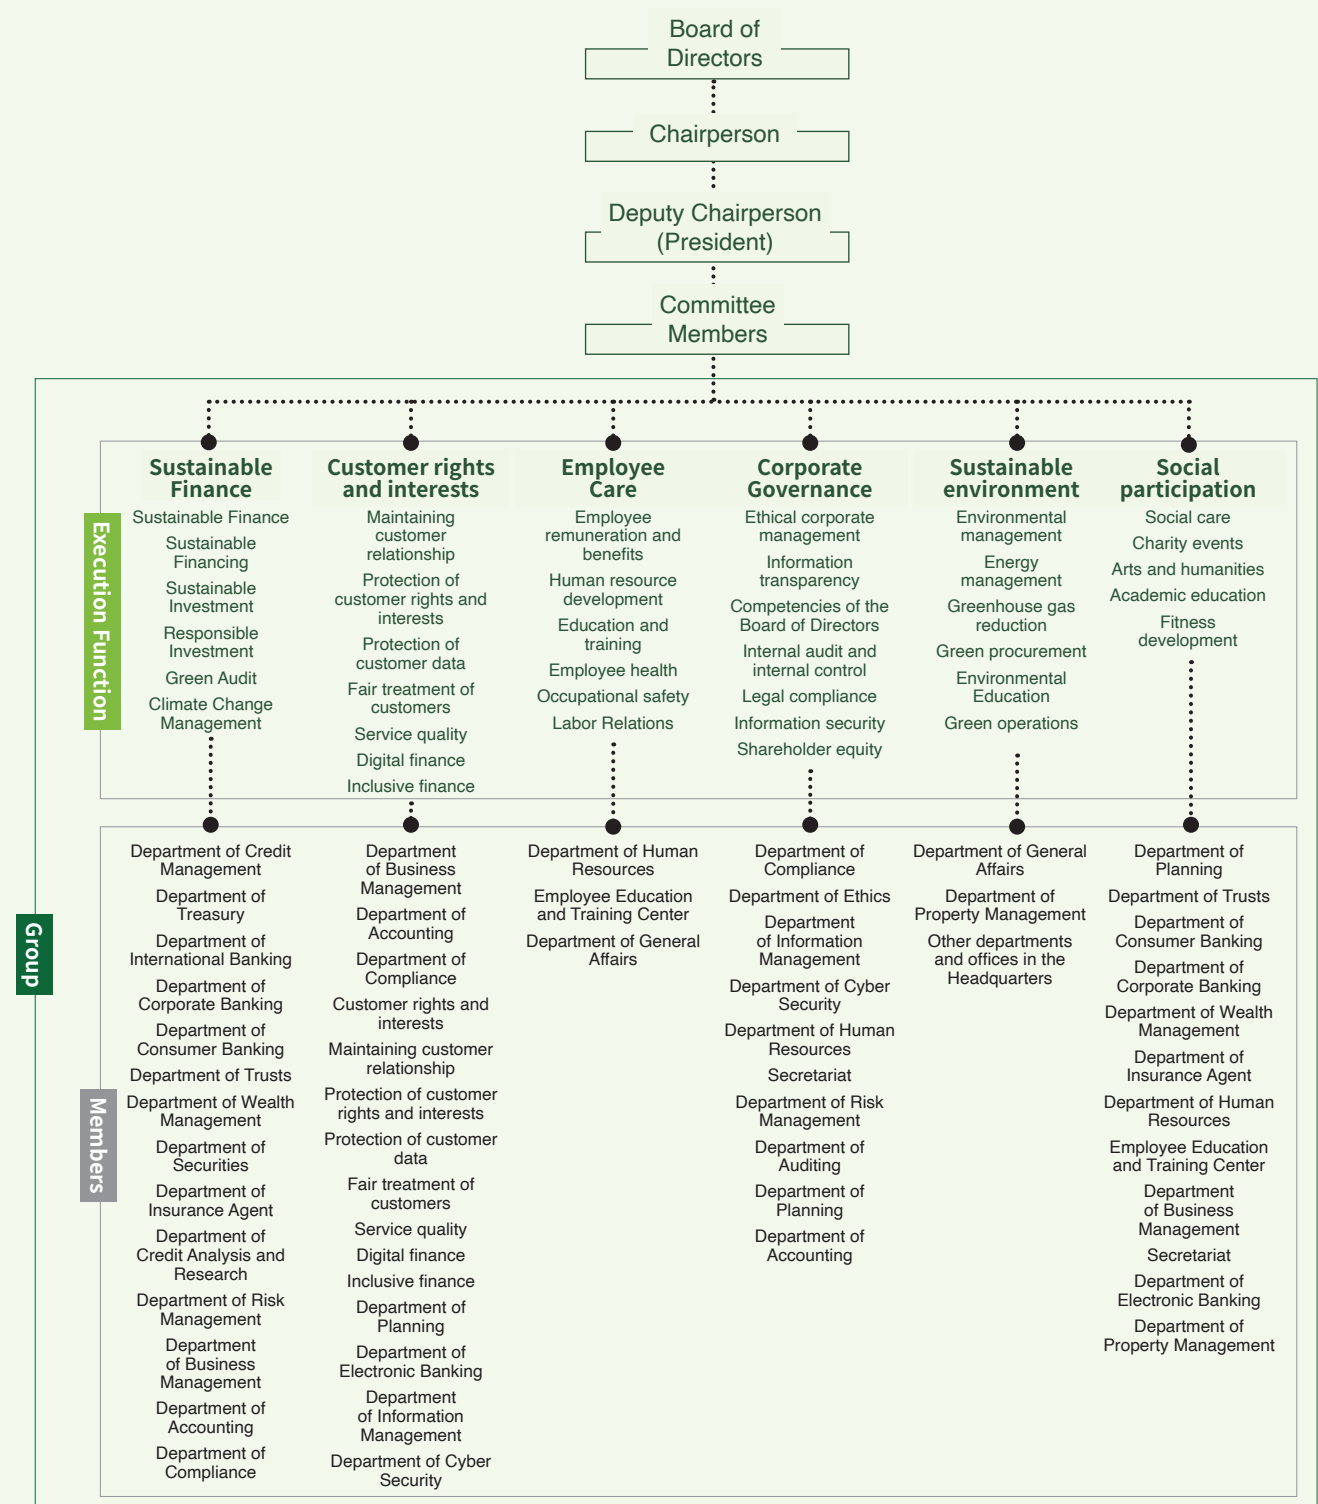 Board of
Directors
Chairperson
Deputy Chairperson
(President)
Committee
Members
Group
Execution Function
Sustainable
Finance
Sustainable Finance
Sustainable
Financing
Sustainable
Investment
Responsible
Investment
Green Audit
Climate Change
Management
Customer rights
and interests
Maintaining
customer
relationship
Protection of
customer rights and
interests
Protection of
customer data
Fair treatment of
customers
Service quality
Digital finance
Inclusive finance
Employee
Care
Employee
remuneration and
benefits
Human resource
development
Education and
training
Employee health
Occupational safety
Labor Relations
Corporate
Governance
Ethical corporate
management
Information
transparency
Competencies of the
Board of Directors
Internal audit and
internal control
Legal compliance
Information security
Shareholder equity
Sustainable
environment
Environmental
management
Energy
management
Greenhouse gas
reduction
Green procurement
Environmental
Education
Green operations
Social
participation
Social care
Charity events
Arts and humanities
Academic education
Fitness
development
Members
Department of Credit
Management
Department of
Treasury
Department of
International Banking
Department of
Corporate Banking
Department of
Consumer Banking
Department of Trusts
Department of Wealth
Management
Department of
Securities
Department of
Insurance Agent
Department of
Credit Analysis and
Research
Department of Risk
Management
Department
of Business
Management
Department of
Accounting
Department of
Compliance
Department
of Business
Management
Department of
Accounting
Department of
Compliance
Customer rights and
interests
Maintaining customer
relationship
Protection of customer
rights and interests
Protection of customer
data
Fair treatment of
customers
Service quality
Digital finance
Inclusive finance
Department of
Planning
Department of
Electronic Banking
Department
of Information
Management
Department of Cyber
Security
Department of Human
Resources
Employee Education
and Training Center
Department of General
Affairs
Department of
Compliance
Department of Ethics
Department
of Information
Management
Department of Cyber
Security
Department of Human
Resources
Secretariat
Department of Risk
Management
Department of
Auditing
Department of
Planning
Department of
Accounting
Department of General
Affairs
Department of
Property Management
Other departments
and offices in the
Headquarters
Department of
Planning
Department of Trusts
Department of
Consumer Banking
Department of
Corporate Banking
Department of Wealth
Management
Department of
Insurance Agent
Department of Human
Resources
Employee Education
and Training Center
Department
of Business
Management
Secretariat
Department of
Electronic Banking
Department of
Property Management